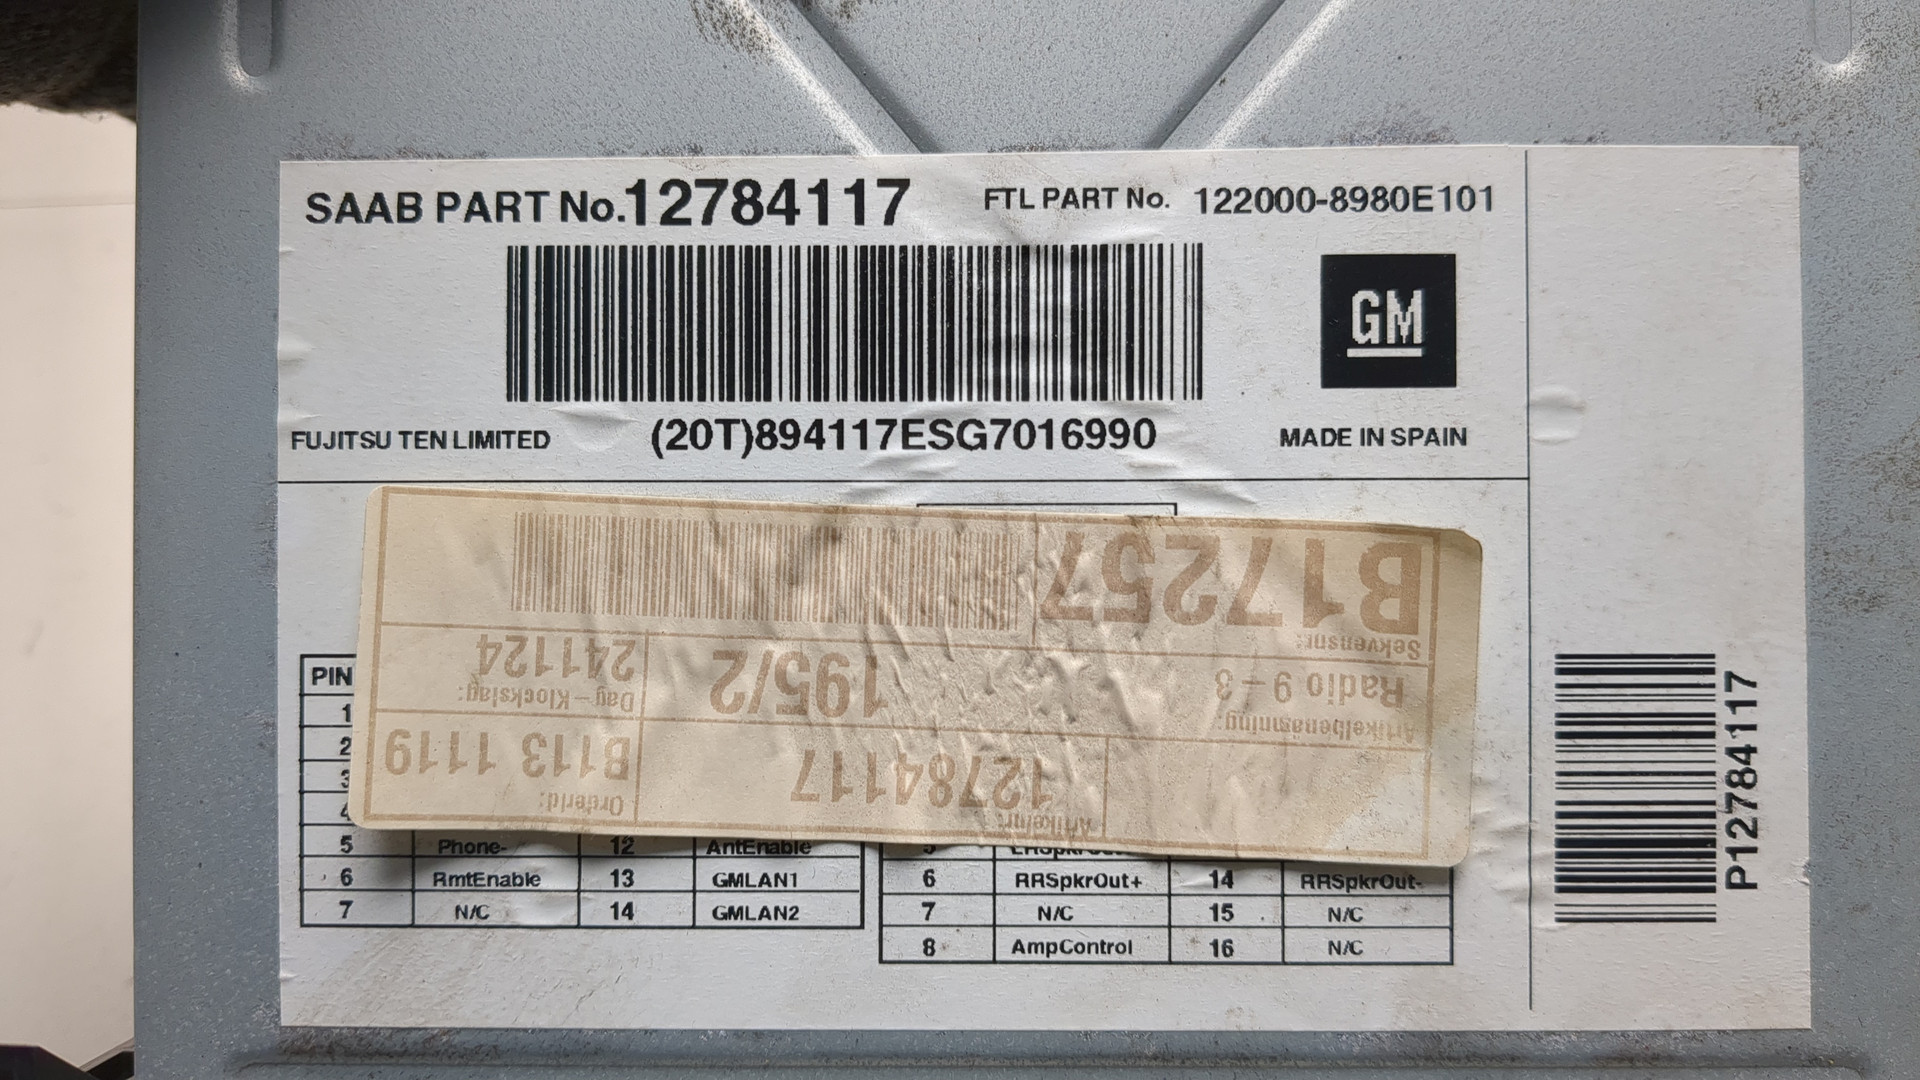 SAAB PART No.12784117 FTL PART No. 122000-8980E101
GM
FUJITSU TEN LIMITED (20T)894117ESG7016990 MADE IN SPAIN
P12784117
Artikelnr: 12784117
OrderId: B113 1119
Artikelbenämning: Radio 9-3
195/2
Dag-Klockslag: 241124
Sekvensnr: B17257
PIN
1
2
3
4
5 Phone- 12 AntEnable
6 RmtEnable 13 GMLAN1
7 N/C 14 GMLAN2
5
6 RRSpkrOut+ 14 RRSpkrOut-
7 N/C 15 N/C
8 AmpControl 16 N/C